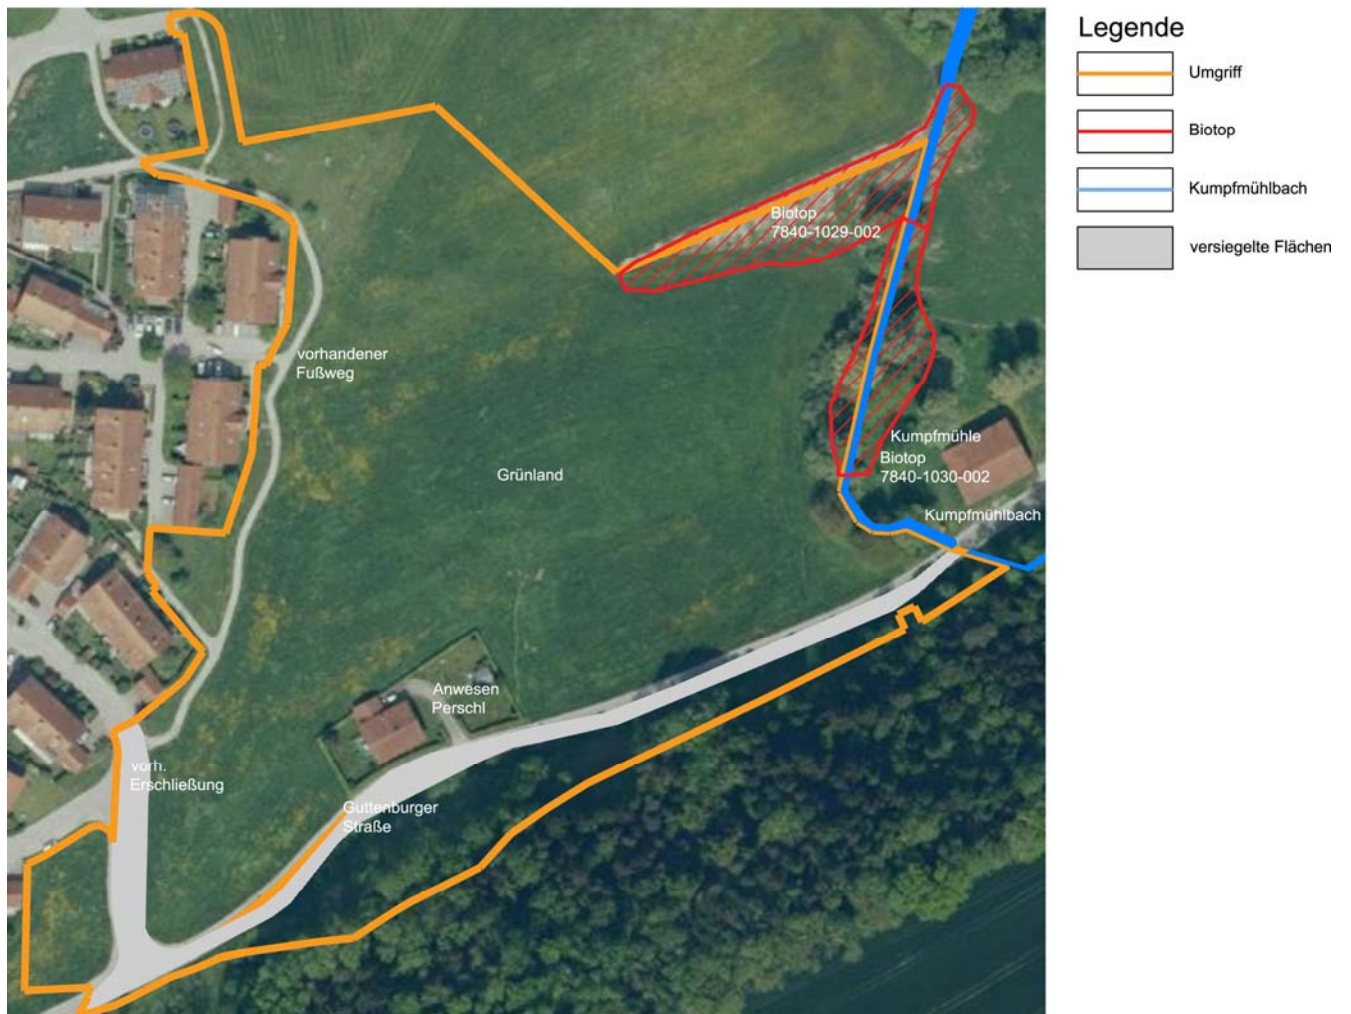 Legende
Umgriff
Biotop
Kumpfmühlbach
versiegelte Flächen
Biotop
7840-1029-002
vorhandener
Fußweg
Kumpfmühle
Biotop
7840-1030-002
Grünland
Kumpfmühlbach
Anwesen
Perschl
vorh.
Erschließung
Guttenburger
Straße